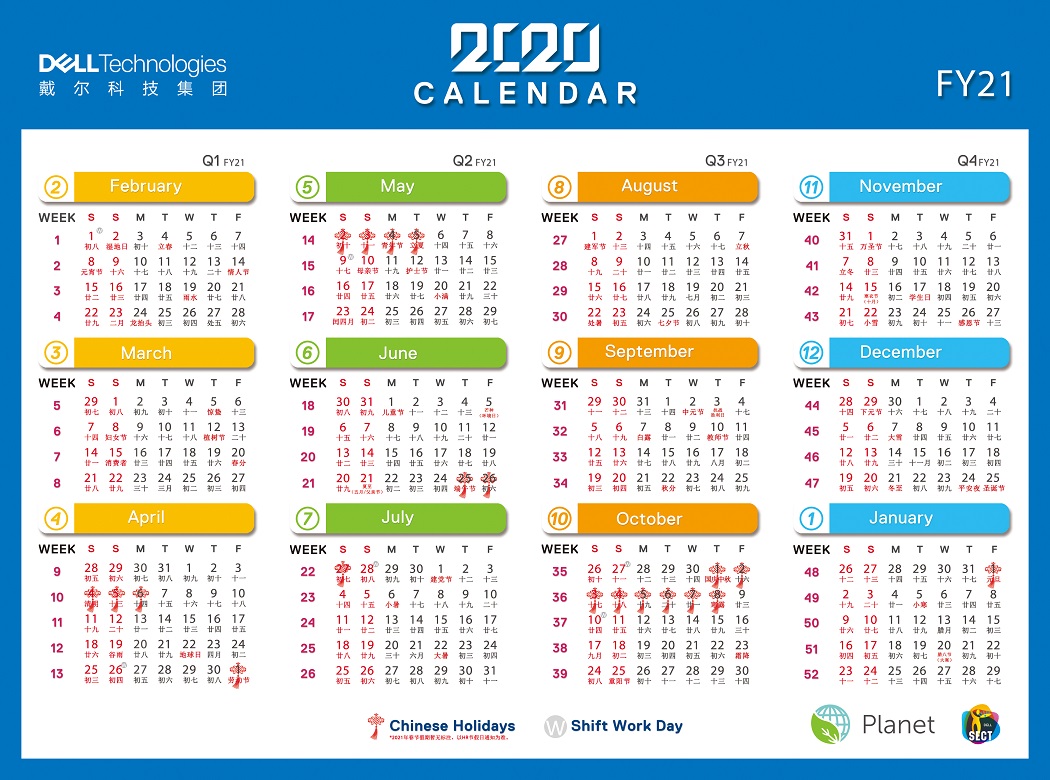 DELLTechnologies
戴尔科技集团
2020
CALENDAR
FY21
Q1 FY21
2 February
WEEK S S M T W T F
1 1 W 2 3 4 5 6 7
初八 湿地日 初十 立春 十二 十三 十四
2 8 9 10 11 12 13 14
元宵节 十六 十七 十八 十九 二十 情人节
3 15 16 17 18 19 20 21
廿二 廿三 廿四 廿五 雨水 廿七 廿八
4 22 23 24 25 26 27 28
廿九 二月 龙抬头 初三 初四 处五 初六
3 March
WEEK S S M T W T F
5 29 1 2 3 4 5 6
初七 初八 初九 初十 十一 惊蛰 十三
6 7 8 9 10 11 12 13
十四 妇女节 十六 十七 十八 植树节 二十
7 14 15 16 17 18 19 20
廿一 消费者 廿三 廿四 廿五 廿六 春分
8 21 22 23 24 25 26 27
廿八 廿九 三十 三月 初二 初三 初四
4 April
WEEK S S M T W T F
9 28 29 30 31 1 2 3
初五 初六 初七 初八 初九 初十 十一
10 4 5 6 7 8 9 10
清明 十三 十四 十五 十六 十七 十八
11 11 12 13 14 15 16 17
十九 二十 廿一 廿二 廿三 廿四 廿五
12 18 19 20 21 22 23 24
廿六 谷雨 廿八 廿九 地球日 四月 初二
13 25 26 W 27 28 29 30 1
初三 初四 初五 初六 初七 初八 劳动节
Q2 FY21
5 May
WEEK S S M T W T F
14 2 3 4 5 6 7 8
初十 十一 青年节 立夏 十四 十五 十六
15 9 W 10 11 12 13 14 15
十七 母亲节 十九 护士节 廿一 廿二 廿三
16 16 17 18 19 20 21 22
廿四 廿五 廿六 廿七 小满 廿九 三十
17 23 24 25 26 27 28 29
闰四月 初二 初三 初四 初五 初六 初七
6 June
WEEK S S M T W T F
18 30 31 1 2 3 4 5
初八 初九 儿童节 十一 十二 十三 芒种(环境日)
19 6 7 8 9 10 11 12
十五 十六 十七 十八 十九 二十 廿一
20 13 14 15 16 17 18 19
廿二 廿三 廿四 廿五 廿六 廿七 廿八
21 20 21 22 23 24 25 26
廿九 夏至(五月/父亲节) 初二 初三 初四 端午节 初六
7 July
WEEK S S M T W T F
22 27 28 W 29 30 1 2 3
初七 初八 初九 初十 建党节 十二 十三
23 4 5 6 7 8 9 10
十四 十五 小暑 十七 十八 十九 二十
24 11 12 13 14 15 16 17
廿一 廿二 廿三 廿四 廿五 廿六 廿七
25 18 19 20 21 22 23 24
廿八 廿九 三十 六月 大暑 初三 初四
26 25 26 27 28 29 30 31
初五 初六 初七 初八 初九 初十 十一
Q3 FY21
8 August
WEEK S S M T W T F
27 1 2 3 4 5 6 7
建军节 十三 十四 十五 十六 十七 立秋
28 8 9 10 11 12 13 14
十九 二十 廿一 廿二 廿三 廿四 廿五
29 15 16 17 18 19 20 21
廿六 廿七 廿八 廿九 七月 初二 初三
30 22 23 24 25 26 27 28
处暑 初五 初六 七夕节 初八 初九 初十
9 September
WEEK S S M T W T F
31 29 30 31 1 2 3 4
十一 十二 十三 十四 中元节 抗战胜利日 十七
32 5 6 7 8 9 10 11
十八 十九 白露 廿一 廿二 教师节 廿四
33 12 13 14 15 16 17 18
廿五 廿六 廿七 廿八 廿九 八月 初二
34 19 20 21 22 23 24 25
初三 初四 初五 秋分 初七 初八 初九
10 October
WEEK S S M T W T F
35 26 27 W 28 29 30 1 2
初十 十一 十二 十三 十四 国庆中秋 十六
36 3 4 5 6 7 8 9
十七 十八 十九 二十 廿一 寒露 廿三
37 10 W 11 12 13 14 15 16
廿四 廿五 廿六 廿七 廿八 廿九 三十
38 17 18 19 20 21 22 23
九月 初二 初三 初四 初五 初六 霜降
39 24 25 26 27 28 29 30
初八 重阳节 初十 十一 十二 十三 十四
Q4 FY21
11 November
WEEK S S M T W T F
40 31 1 2 3 4 5 6
十五 万圣节 十七 十八 十九 二十 廿一
41 7 8 9 10 11 12 13
立冬 廿三 廿四 廿五 廿六 廿七 廿八
42 14 15 16 17 18 19 20
廿九 寒衣节(十月) 初二 学生日 初四 初五 初六
43 21 22 23 24 25 26 27
初七 小雪 初九 初十 十一 感恩节 十三
12 December
WEEK S S M T W T F
44 28 29 30 1 2 3 4
十四 下元节 十六 十七 十八 十九 二十
45 5 6 7 8 9 10 11
廿一 廿二 大雪 廿四 廿五 廿六 廿七
46 12 13 14 15 16 17 18
廿八 廿九 三十 十一月 初二 初三 初四
47 19 20 21 22 23 24 25
初五 初六 冬至 初八 初九 平安夜 圣诞节
1 January
WEEK S S M T W T F
48 26 27 28 29 30 31 1
十二 十三 十四 十五 十六 十七 元旦
49 2 3 4 5 6 7 8
十九 二十 廿一 小寒 廿三 廿四 廿五
50 9 10 11 12 13 14 15
廿六 廿七 廿八 廿九 腊月 初二 初三
51 16 17 18 19 20 21 22
初四 初五 初六 初七 腊八节(大寒) 初九 初十
52 23 24 25 26 27 28 29
十一 十二 十三 十四 十五 十六 十七
Chinese Holidays
*2021年春节假期暂无标注，以HR节假日通知为准。
W Shift Work Day
Planet
DELL
SECT